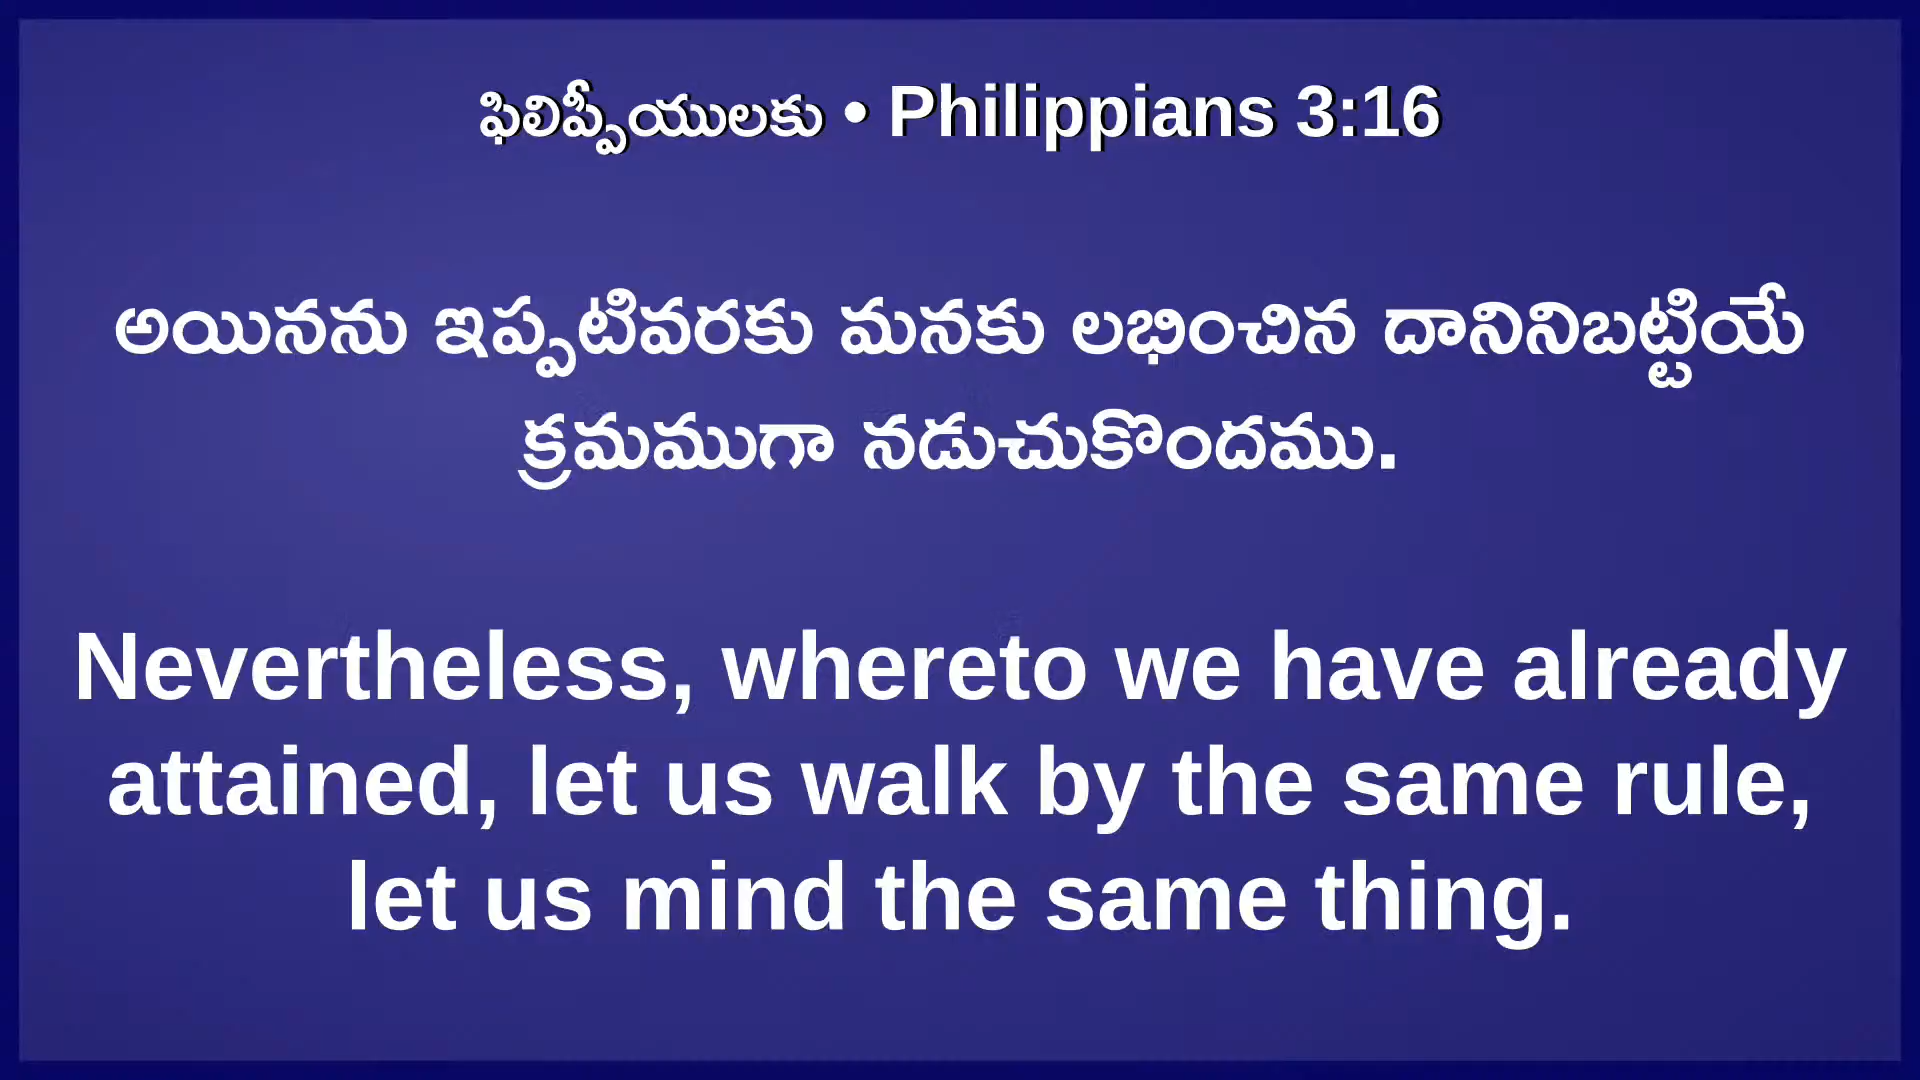 ఫిలిప్పీయులకు • Philippians 3:16
అయినను ఇప్పటివరకు మనకు లభించిన దానినిబట్టియే
క్రమముగా నడుచుకొందము.
Nevertheless, whereto we have already
attained, let us walk by the same rule,
let us mind the same thing.